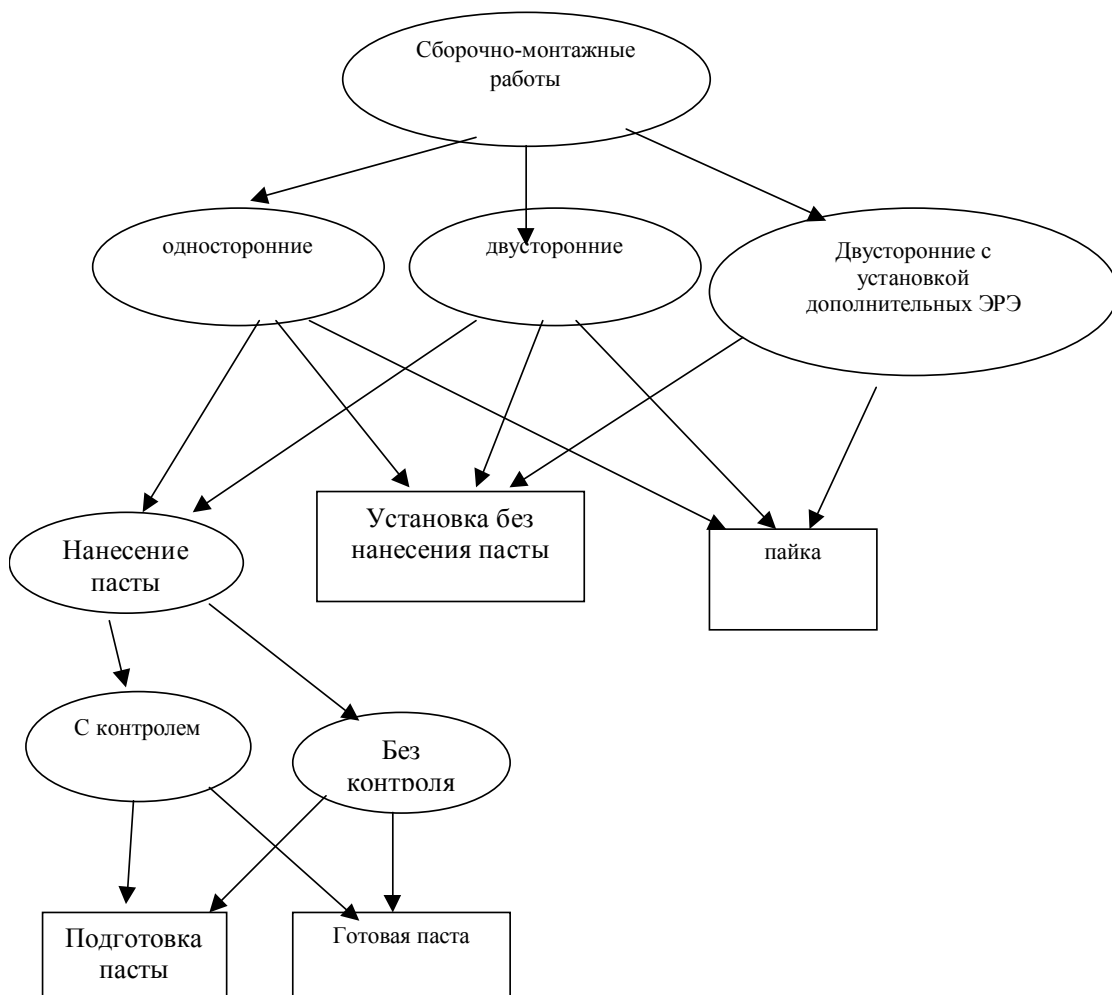 Сборочно-монтажные
работы
односторонние
двусторонние
Двусторонние с
установкой
дополнительных ЭРЭ
Нанесение
пасты
Установка без
нанесения пасты
пайка
С контролем
Без
контроля
Подготовка
пасты
Готовая паста